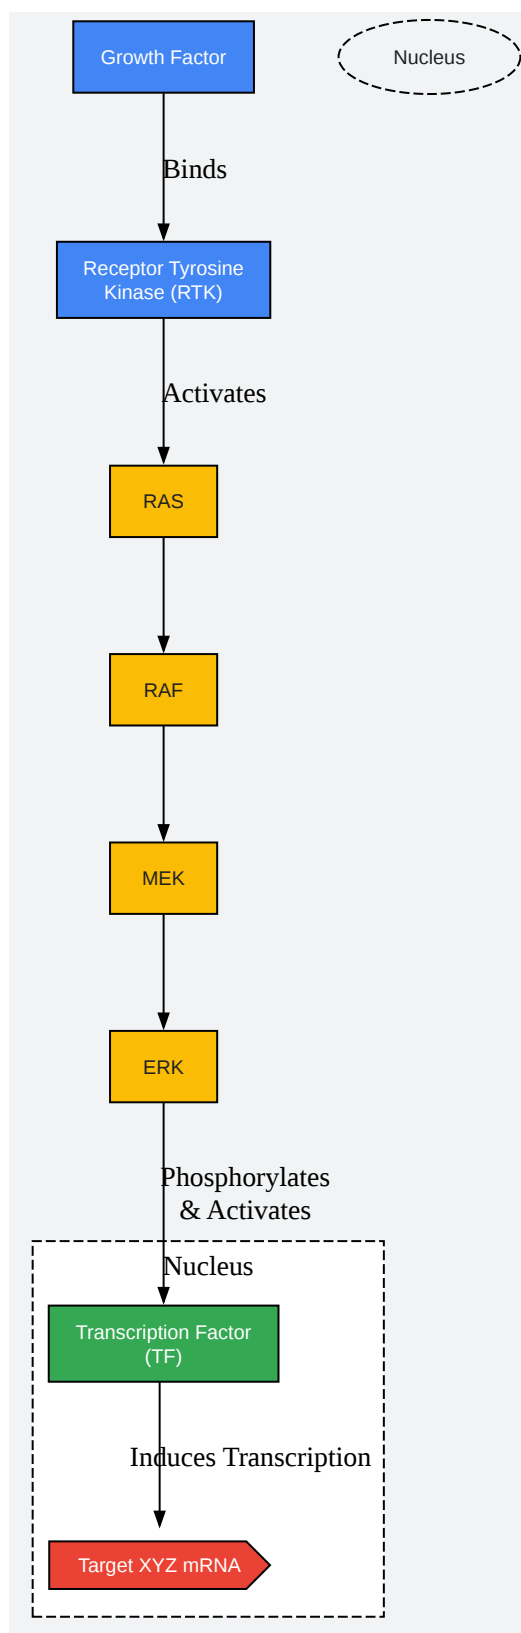 Growth Factor
Nucleus
Binds
Receptor Tyrosine
Kinase (RTK)
Activates
RAS
RAF
MEK
ERK
Phosphorylates
& Activates
Nucleus
Transcription Factor
(TF)
Induces Transcription
Target XYZ mRNA